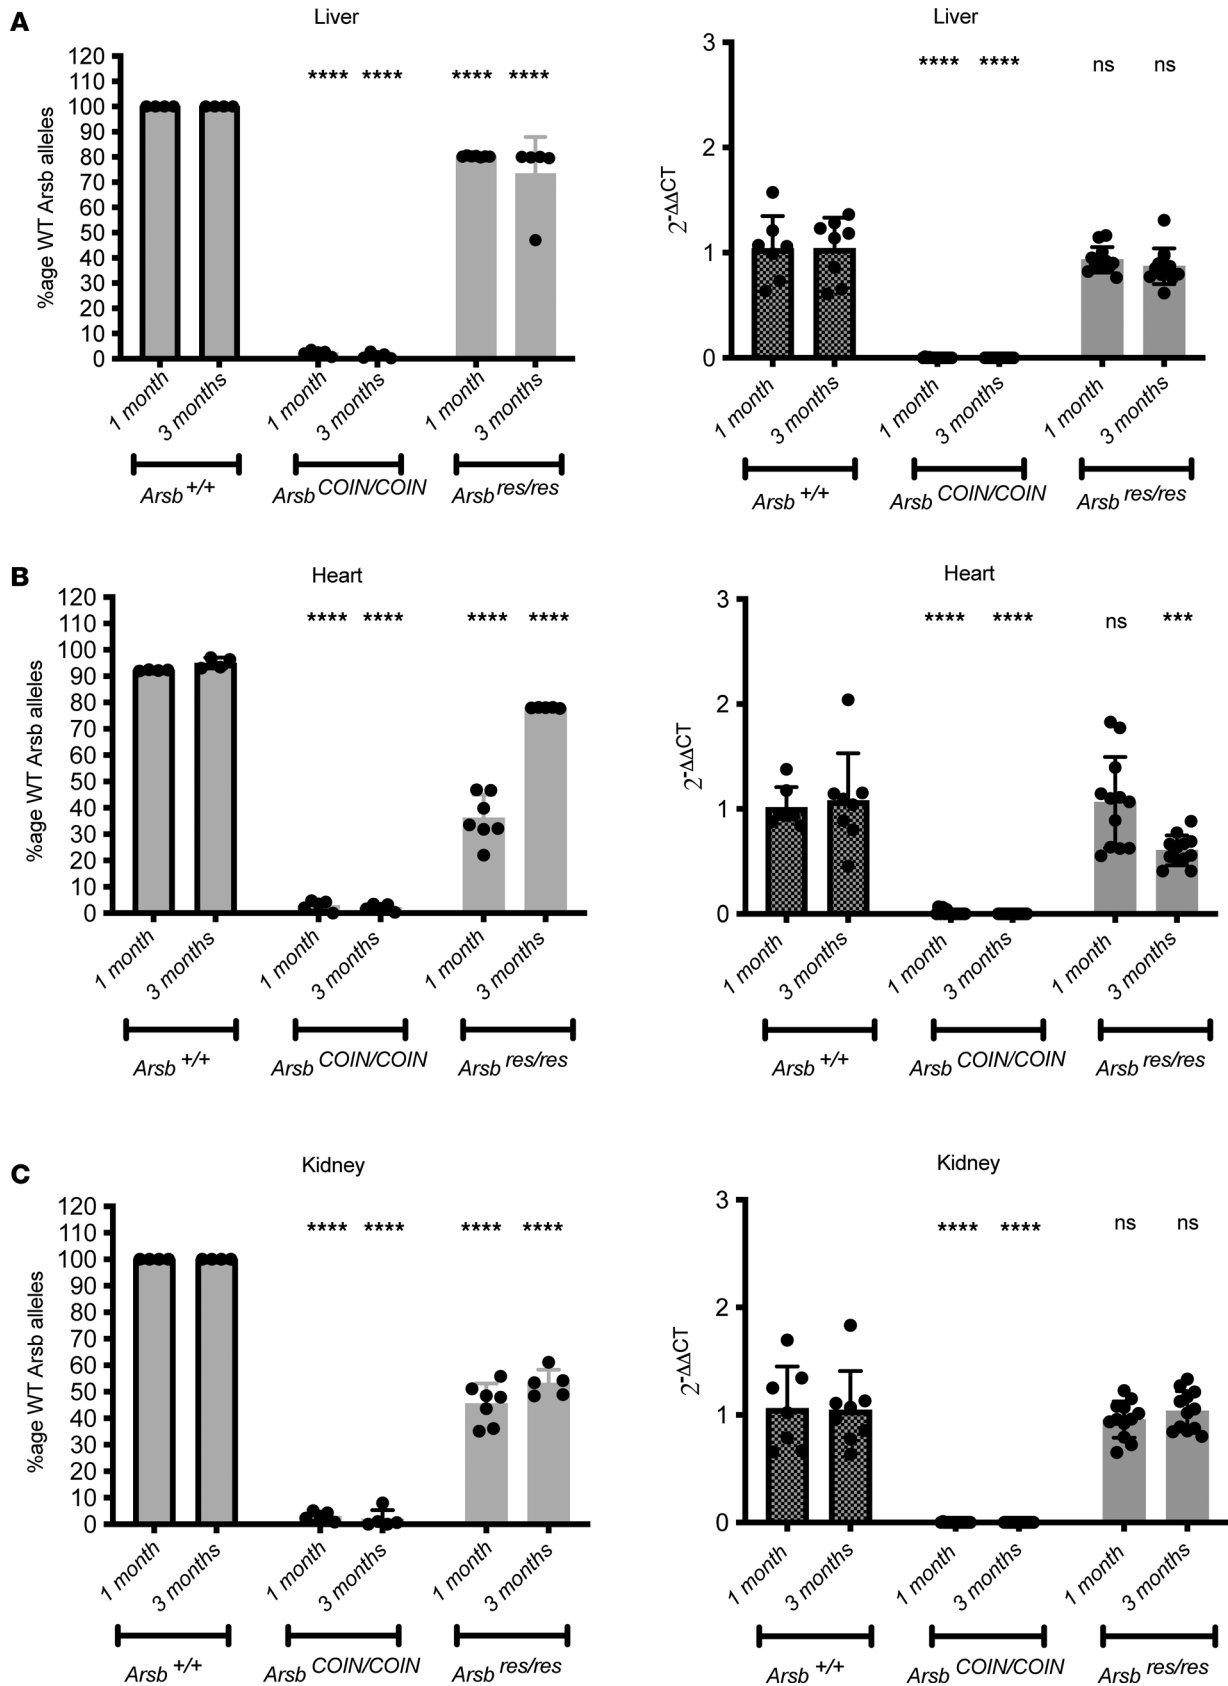 A
Liver
%age WT Arsb alleles
120
110
100
90
80
70
60
50
40
30
20
10
0
**** **** **** ****
1 month 3 months 1 month 3 months 1 month 3 months
Arsb +/+ Arsb COIN/COIN Arsb res/res
Liver
2-ΔΔCT
3
2
1
0
**** **** ns ns
1 month 3 months 1 month 3 months 1 month 3 months
Arsb +/+ Arsb COIN/COIN Arsb res/res
B
Heart
%age WT Arsb alleles
120
110
100
90
80
70
60
50
40
30
20
10
0
**** **** **** ****
1 month 3 months 1 month 3 months 1 month 3 months
Arsb +/+ Arsb COIN/COIN Arsb res/res
Heart
2-ΔΔCT
3
2
1
0
**** **** ns ***
1 month 3 months 1 month 3 months 1 month 3 months
Arsb +/+ Arsb COIN/COIN Arsb res/res
C
Kidney
%age WT Arsb alleles
120
110
100
90
80
70
60
50
40
30
20
10
0
**** **** **** ****
1 month 3 months 1 month 3 months 1 month 3 months
Arsb +/+ Arsb COIN/COIN Arsb res/res
Kidney
2-ΔΔCT
3
2
1
0
**** **** ns ns
1 month 3 months 1 month 3 months 1 month 3 months
Arsb +/+ Arsb COIN/COIN Arsb res/res